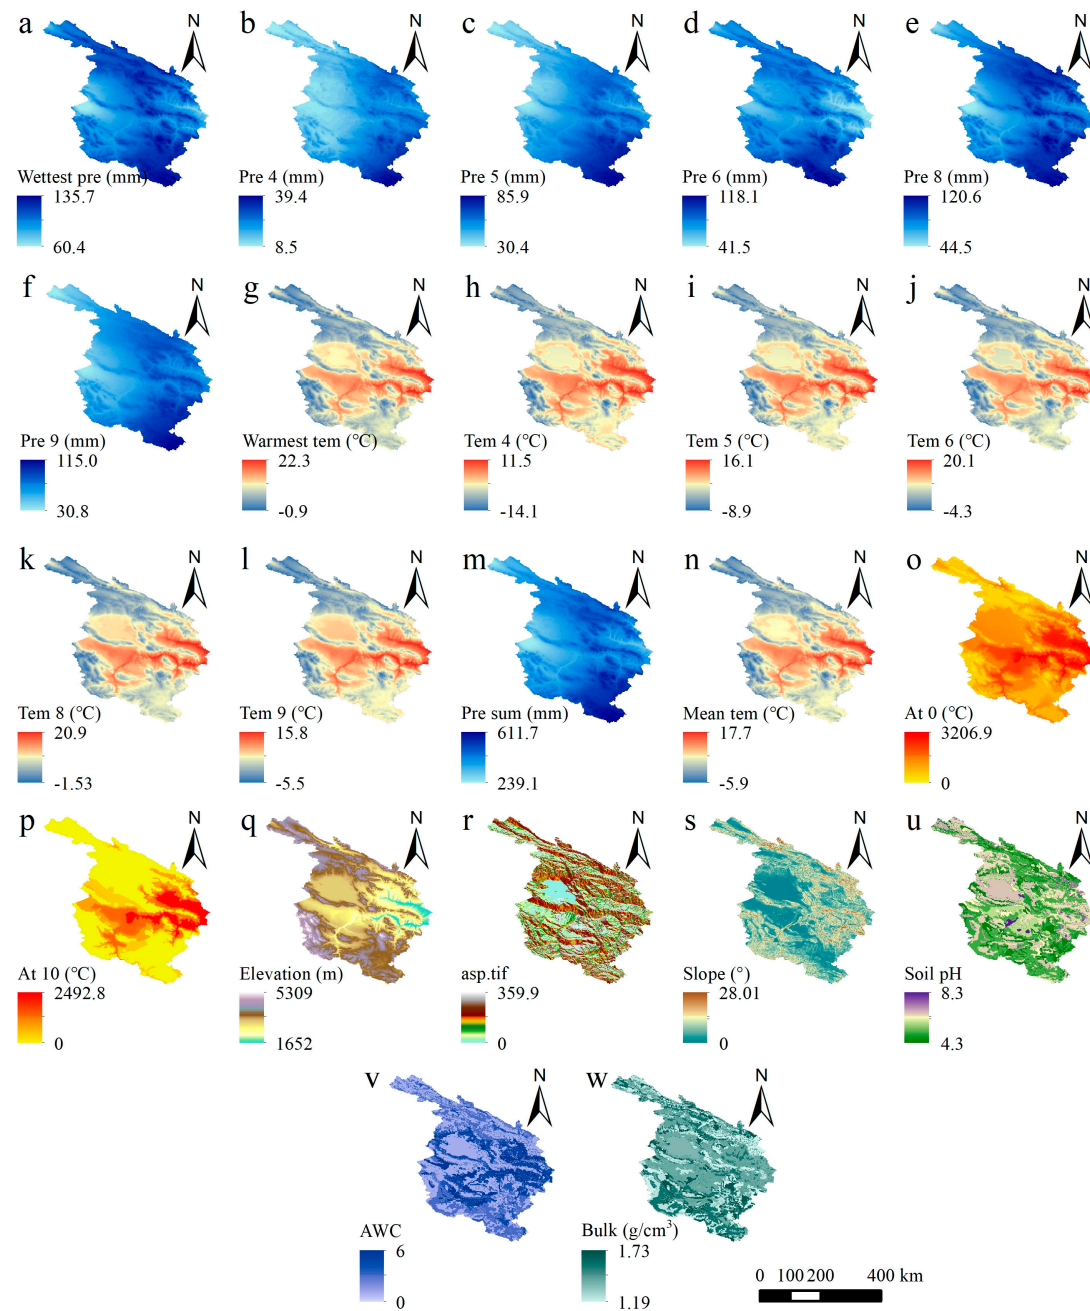 a N b N c N d N e N
Wettest pre (mm) Pre 4 (mm) Pre 5 (mm) Pre 6 (mm) Pre 8 (mm)
135.7 39.4 85.9 118.1 120.6
60.4 8.5 30.4 41.5 44.5
f N g N h N i N j N
Pre 9 (mm) Warmest tem (°C) Tem 4 (°C) Tem 5 (°C) Tem 6 (°C)
115.0 22.3 11.5 16.1 20.1
30.8 -0.9 -14.1 -8.9 -4.3
k N l N m N n N o N
Tem 8 (°C) Tem 9 (°C) Pre sum (mm) Mean tem (°C) At 0 (°C)
20.9 15.8 611.7 17.7 3206.9
-1.53 -5.5 239.1 -5.9 0
p N q N r N s N u N
At 10 (°C) Elevation (m) asp.tif Slope (°) Soil pH
2492.8 5309 359.9 28.01 8.3
0 1652 0 0 4.3
v N w N
AWC Bulk (g/cm³)
6 1.73
0 1.19
0 100 200 400 km